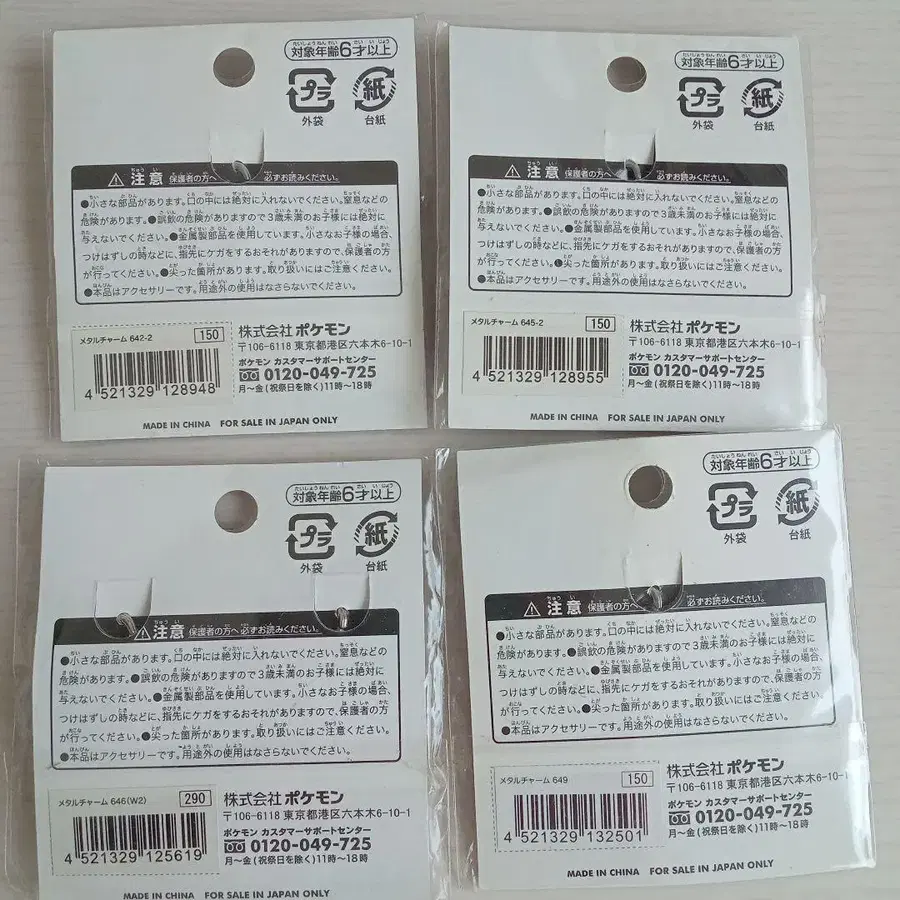 対象年齢6才以上
プラ 紙
外袋 台紙
⚠注意 保護者の方へ 必ずお読みください。
●小さな部品があります。口の中には絶対に入れないでください。窒息などの
危険があります。●誤飲の危険がありますので3歳未満のお子様には絶対に
与えないでください。●金属製部品を使用しています。小さなお子様の場合、
つけはずしの時などに、指先にケガをするおそれがありますので、保護者の方
が行ってください。●尖った箇所があります。取り扱いにはご注意ください。
●本品はアクセサリーです。用途外の使用はなさらないでください。
メタルチャーム 642-2 150
4 521329 128948
株式会社 ポケモン
〒106-6118 東京都港区六本木6-10-1
ポケモン カスタマーサポートセンター
0120-049-725
月～金(祝祭日を除く)11時～18時
MADE IN CHINA FOR SALE IN JAPAN ONLY
対象年齢6才以上
プラ 紙
外袋 台紙
⚠注意 保護者の方へ 必ずお読みください。
●小さな部品があります。口の中には絶対に入れないでください。窒息などの
危険があります。●誤飲の危険がありますので3歳未満のお子様には絶対に
与えないでください。●金属製部品を使用しています。小さなお子様の場合、
つけはずしの時などに、指先にケガをするおそれがありますので、保護者の方
が行ってください。●尖った箇所があります。取り扱いにはご注意ください。
●本品はアクセサリーです。用途外の使用はなさらないでください。
メタルチャーム 645-2 150
4 521329 128955
株式会社 ポケモン
〒106-6118 東京都港区六本木6-10-1
ポケモン カスタマーサポートセンター
0120-049-725
月～金(祝祭日を除く)11時～18時
MADE IN CHINA FOR SALE IN JAPAN ONLY
対象年齢6才以上
プラ 紙
外袋 台紙
⚠注意 保護者の方へ 必ずお読みください。
●小さな部品があります。口の中には絶対に入れないでください。窒息などの
危険があります。●誤飲の危険がありますので3歳未満のお子様には絶対に
与えないでください。●金属製部品を使用しています。小さなお子様の場合、
つけはずしの時などに、指先にケガをするおそれがありますので、保護者の方
が行ってください。●尖った箇所があります。取り扱いにはご注意ください。
●本品はアクセサリーです。用途外の使用はなさらないでください。
メタルチャーム 646(W2) 290
4 521329 125619
株式会社 ポケモン
〒106-6118 東京都港区六本木6-10-1
ポケモン カスタマーサポートセンター
0120-049-725
月～金(祝祭日を除く)11時～18時
MADE IN CHINA FOR SALE IN JAPAN ONLY
対象年齢6才以上
プラ 紙
外袋 台紙
⚠注意 保護者の方へ 必ずお読みください。
●小さな部品があります。口の中には絶対に入れないでください。窒息などの
危険があります。●誤飲の危険がありますので3歳未満のお子様には絶対に
与えないでください。●金属製部品を使用しています。小さなお子様の場合、
つけはずしの時などに、指先にケガをするおそれがありますので、保護者の方
が行ってください。●尖った箇所があります。取り扱いにはご注意ください。
●本品はアクセサリーです。用途外の使用はなさらないでください。
メタルチャーム 649 150
4 521329 132501
株式会社 ポケモン
〒106-6118 東京都港区六本木6-10-1
ポケモン カスタマーサポートセンター
0120-049-725
月～金(祝祭日を除く)11時～18時
MADE IN CHINA FOR SALE IN JAPAN ONLY